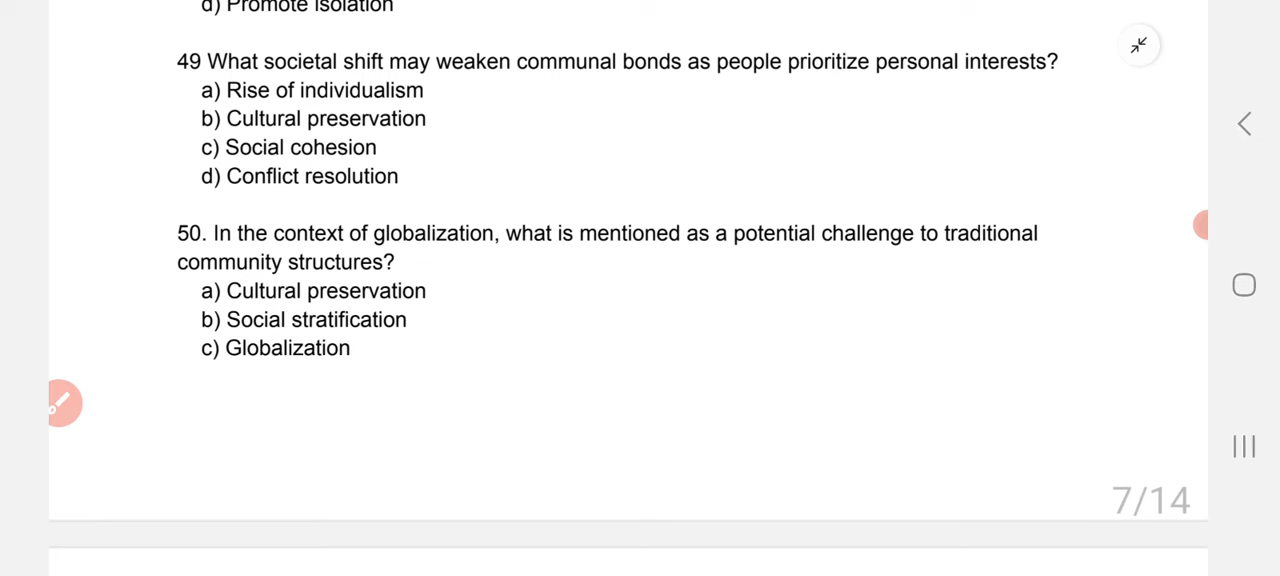 d) Promote isolation
49 What societal shift may weaken communal bonds as people prioritize personal interests?
a) Rise of individualism
b) Cultural preservation
c) Social cohesion
d) Conflict resolution
50. In the context of globalization, what is mentioned as a potential challenge to traditional
community structures?
a) Cultural preservation
b) Social stratification
c) Globalization
7/14